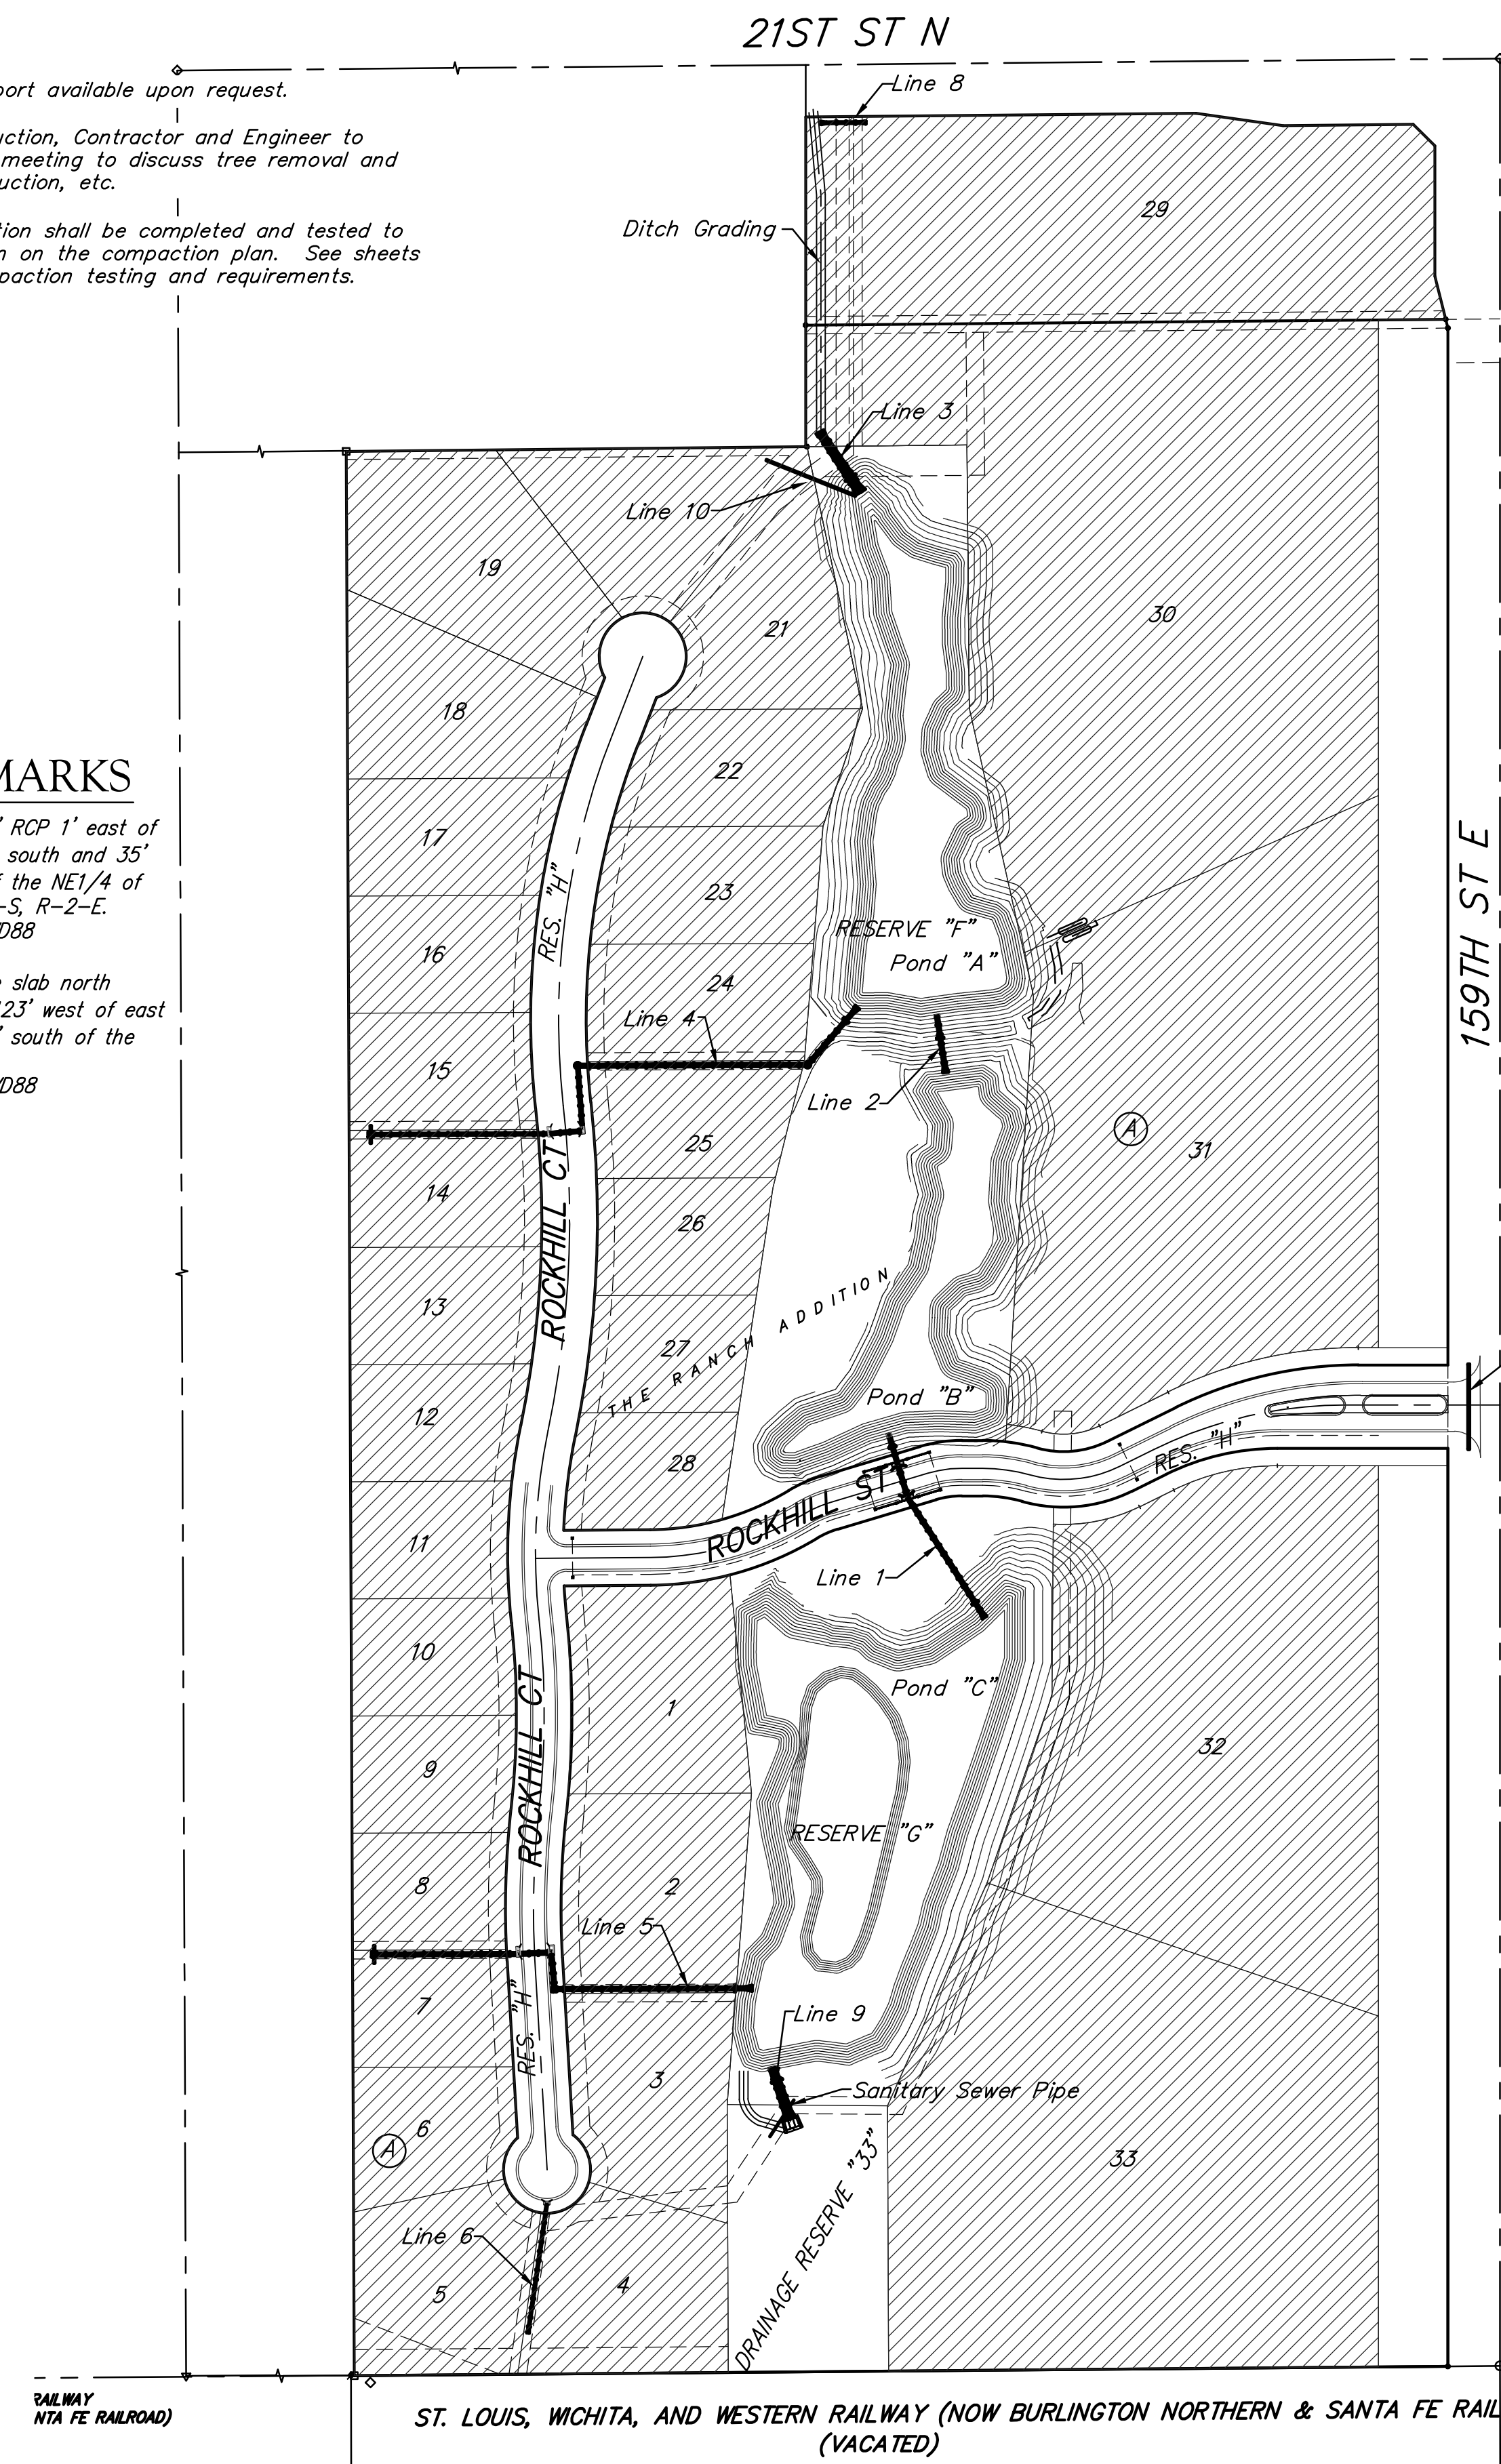 21ST ST N
Line 8
port available upon request.
uction, Contractor and Engineer to
meeting to discuss tree removal and
uction, etc.
tion shall be completed and tested to
n on the compaction plan. See sheets
paction testing and requirements.
29
Ditch Grading
Line 3
Line 10
19
21
30
18
22
MARKS
' RCP 1' east of
south and 35'
f the NE1/4 of
-S, R-2-E.
D88
e slab north
123' west of east
' south of the
VD88
17
23
RES. "H"
RESERVE "F"
Pond "A"
16
24
159TH ST E
Line 4
15
Line 2
A
31
25
14
ROCKHILL CT
26
13
THE RANCH ADDITION
27
12
Pond "B"
28
ROCKHILL ST
RES. "H"
11
Line 1
10
ROCKHILL CT
1
Pond "C"
32
9
RESERVE "G"
8
2
Line 5
7
RES. "H"
Line 9
3
Sanitary Sewer Pipe
6
A
33
DRAINAGE RESERVE "33"
Line 6
5
4
RAILWAY
NTA FE RAILROAD)
ST. LOUIS, WICHITA, AND WESTERN RAILWAY (NOW BURLINGTON NORTHERN & SANTA FE RAIL
(VACATED)